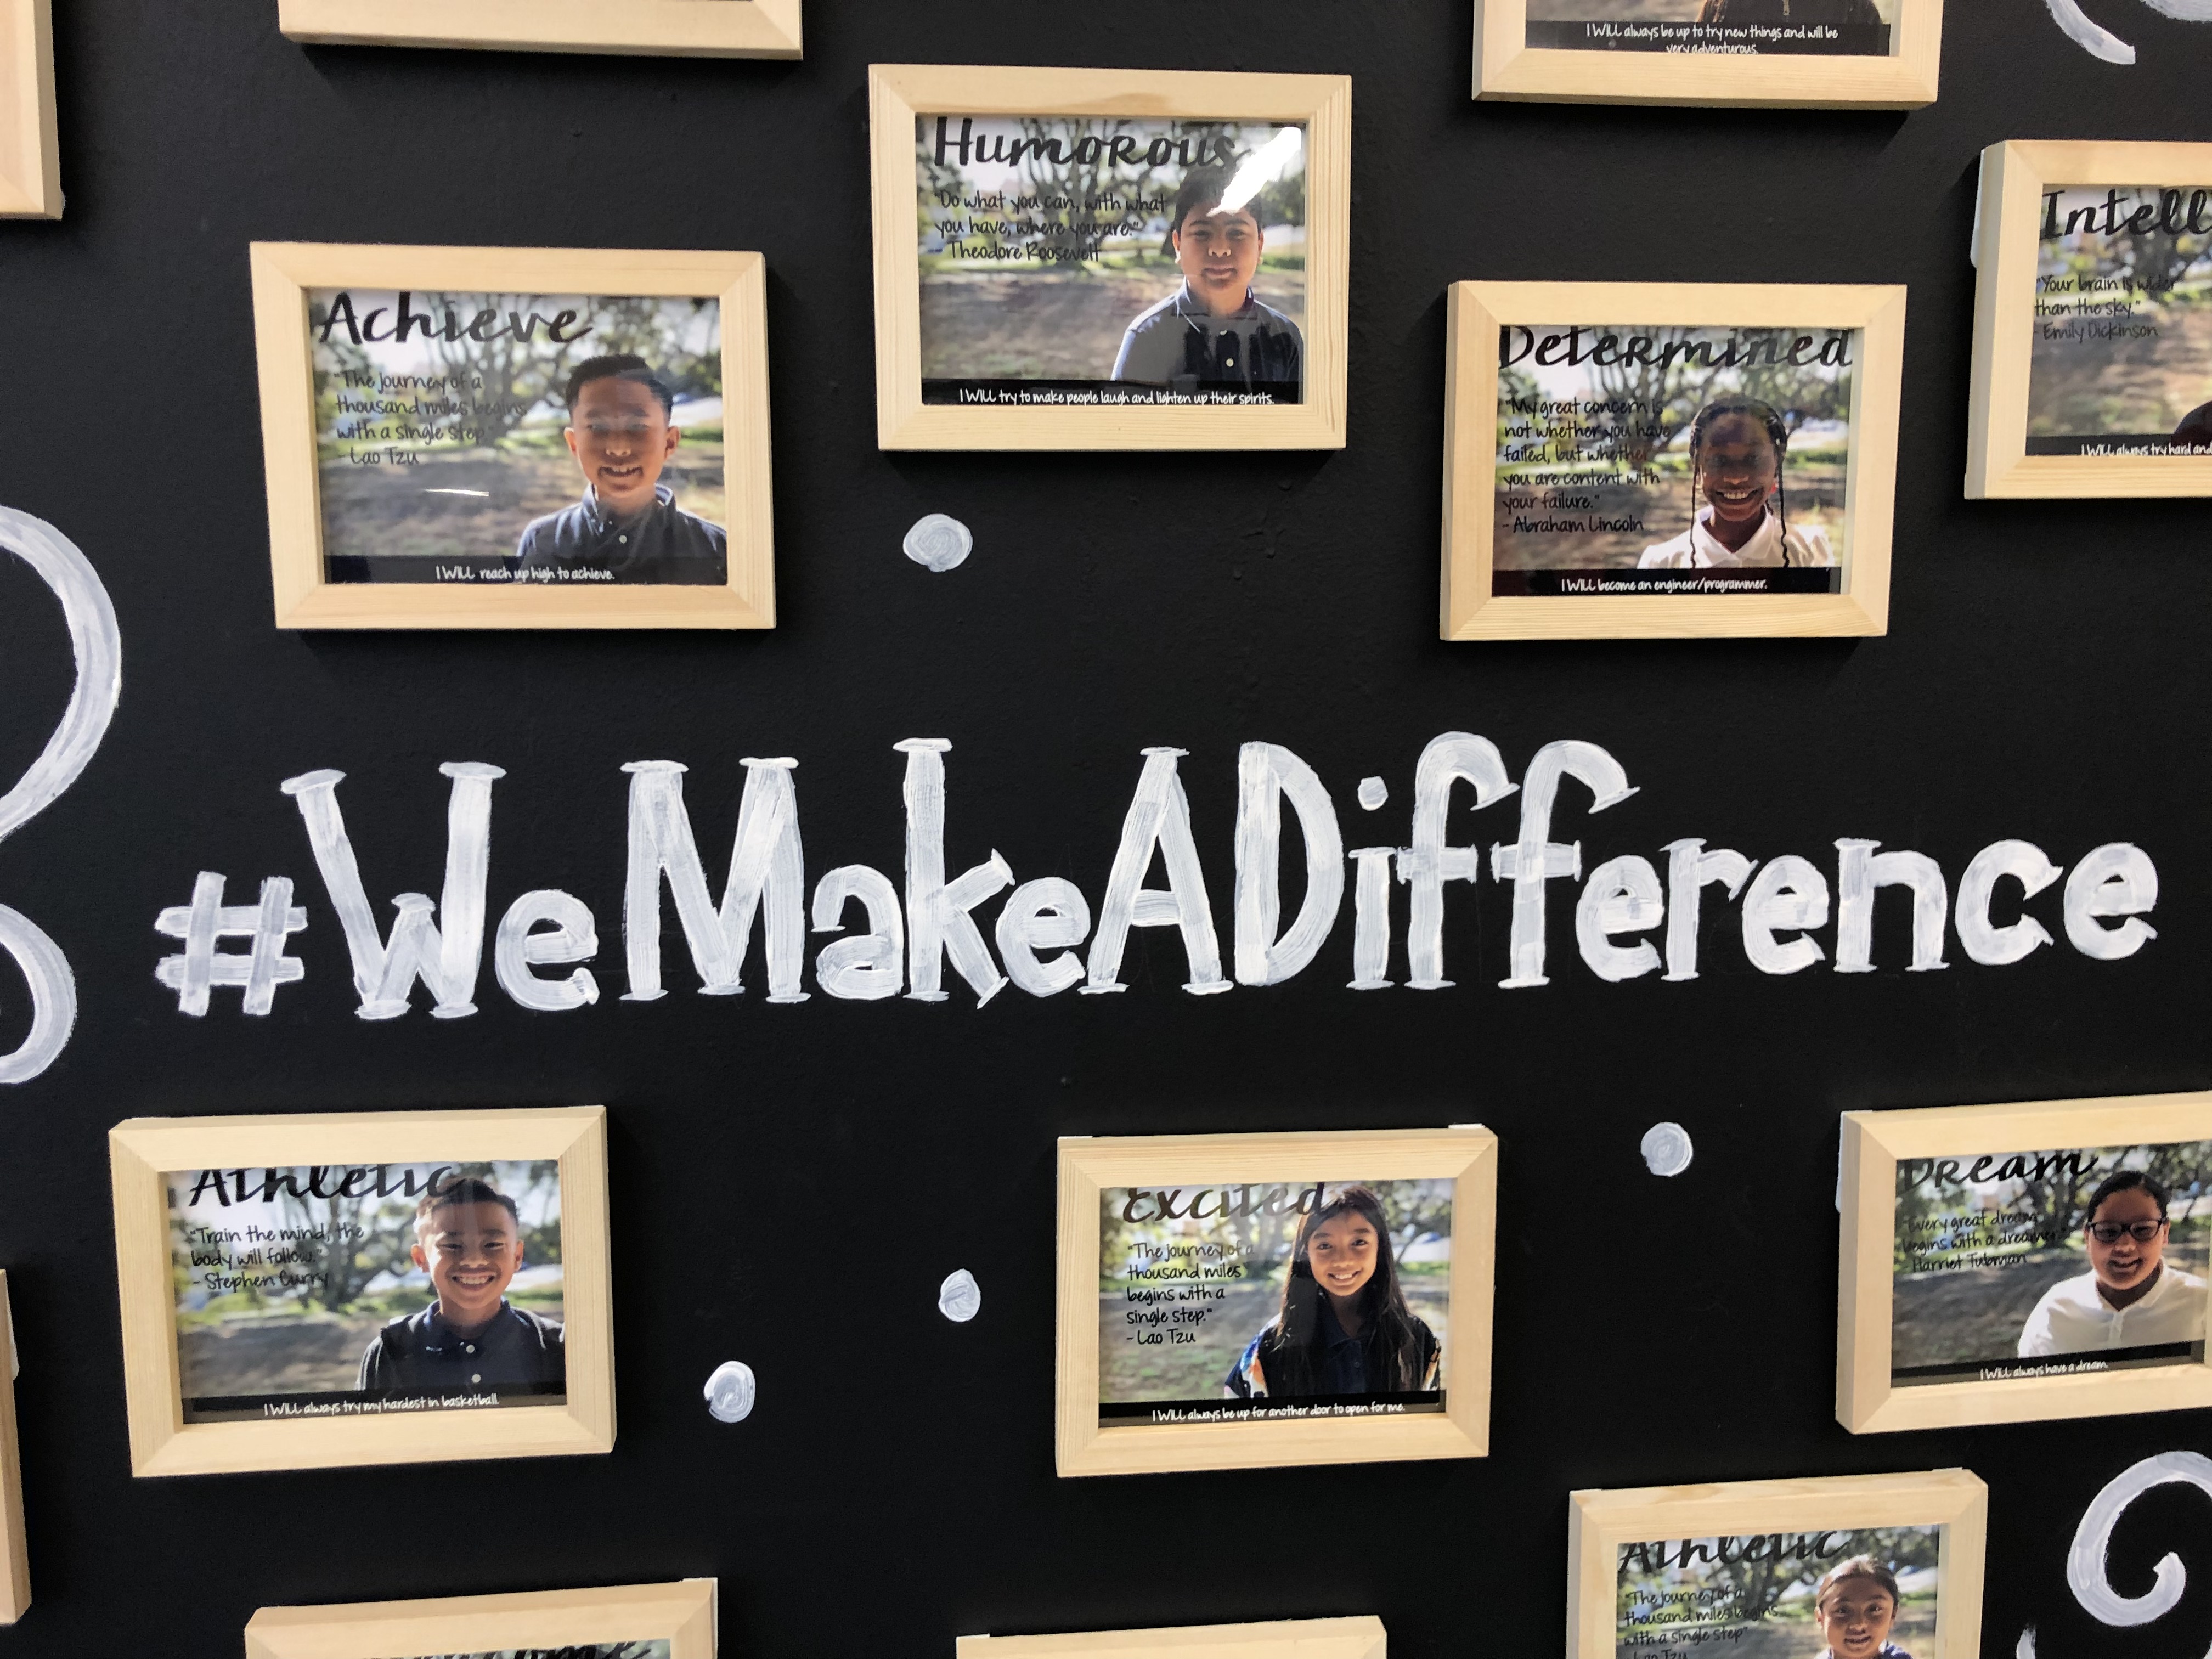 I WILL always be up to try new things and will be
very adventurous.
Humorous
"Do what you can, with what
you have, where you are."
- Theodore Roosevelt
I WILL try to make people laugh and lighten up their spirits.
Intell
"Your brain is wider
than the sky."
- Emily Dickinson
I WILL always try hard and
Achieve
"The journey of a
thousand miles begins
with a single step."
- Lao Tzu
I WILL reach up high to achieve.
Determined
"My great concern is
not whether you have
failed, but whether
you are content with
your failure."
- Abraham Lincoln
I WILL become an engineer/programmer.
#WeMakeADifference
Athletic
"Train the mind, the
body will follow."
- Stephen Curry
I WILL always try my hardest in basketball.
Excited
"The journey of a
thousand miles
begins with a
single step."
- Lao Tzu
I WILL always be up for another door to open for me.
Dream
"Every great dream
begins with a dreamer."
- Harriet Tubman
I WILL always have a dream.
Athletic
"The journey of a
thousand miles begins
with a single step"
- Lao Tzu